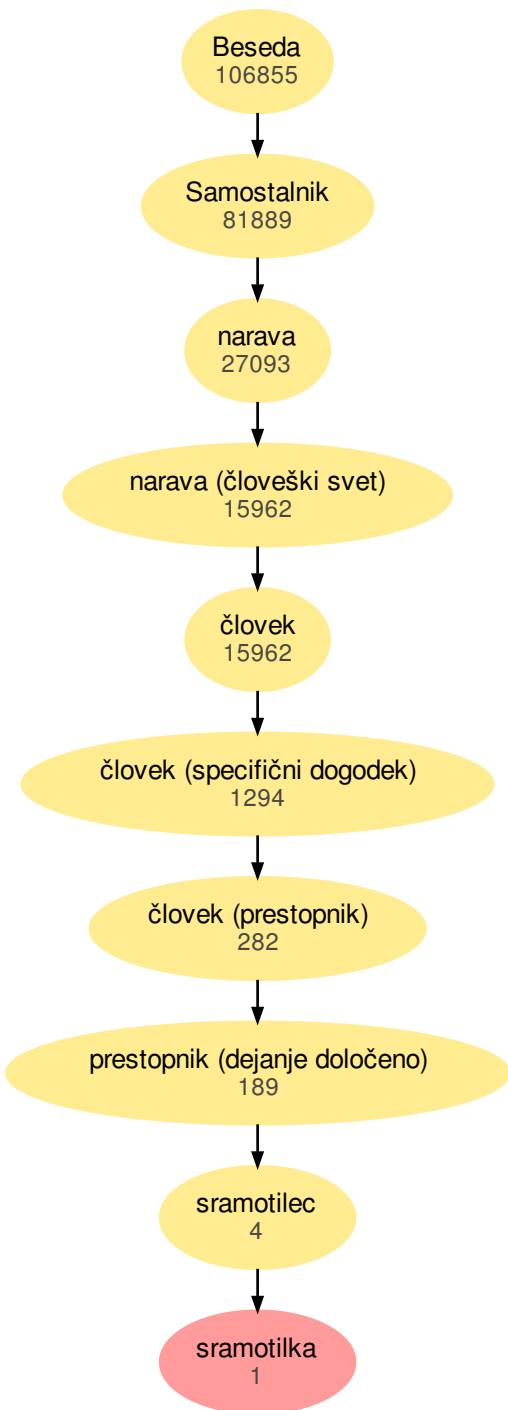 Beseda
106855
Samostalnik
81889
narava
27093
narava (človeški svet)
15962
človek
15962
človek (specifični dogodek)
1294
človek (prestopnik)
282
prestopnik (dejanje določeno)
189
sramotilec
4
sramotilka
1